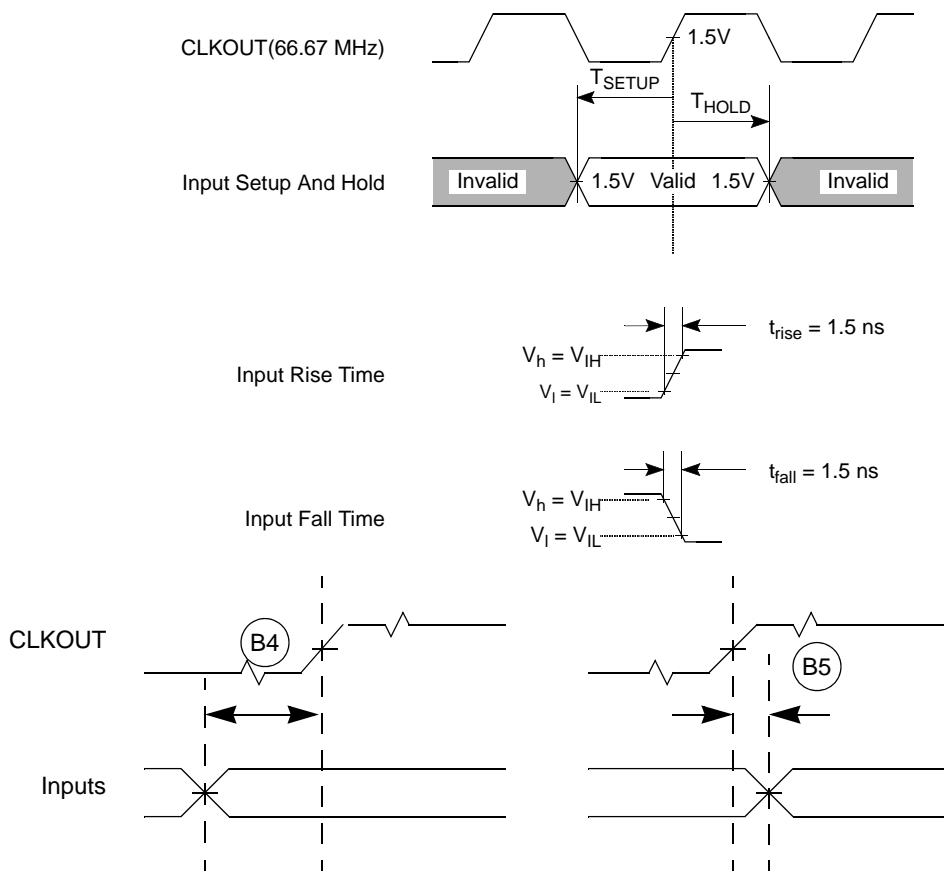 CLKOUT(66.67 MHz)
1.5V
TSETUP
THOLD
Input Setup And Hold
Invalid
1.5V Valid 1.5V
Invalid
trise = 1.5 ns
Vh = VIH
Input Rise Time
Vl = VIL
tfall = 1.5 ns
Vh = VIH
Input Fall Time
Vl = VIL
CLKOUT
B4
B5
Inputs